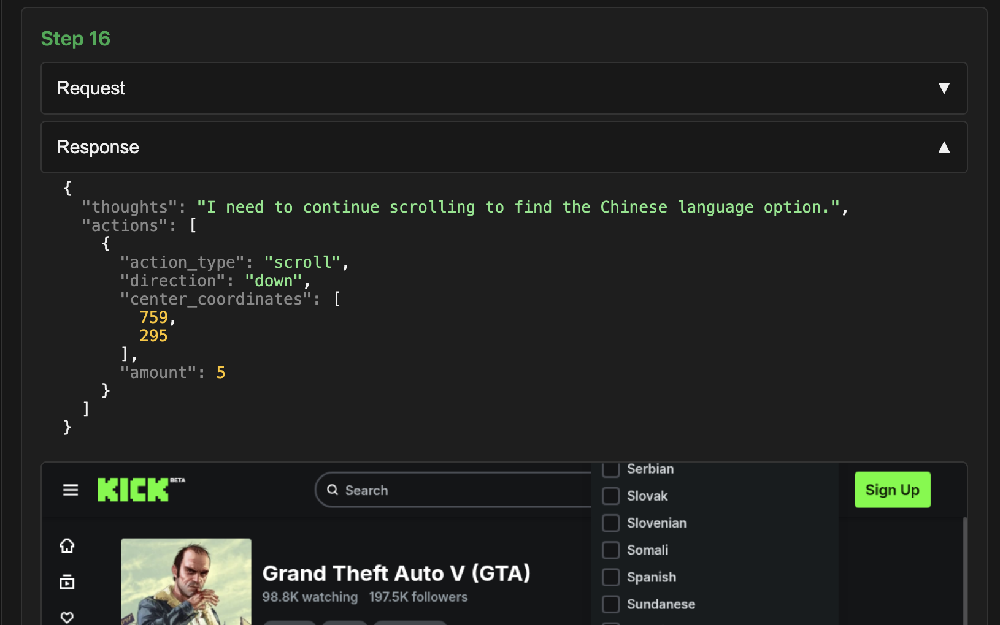 Step 16
Request ▼
Response ▲
{
"thoughts": "I need to continue scrolling to find the Chinese language option.",
"actions": [
{
"action_type": "scroll",
"direction": "down",
"center_coordinates": [
759,
295
],
"amount": 5
}
]
}
KICK BETA
Search
Sign Up
Serbian
Slovak
Slovenian
Somali
Spanish
Sundanese
Grand Theft Auto V (GTA)
98.8K watching 197.5K followers